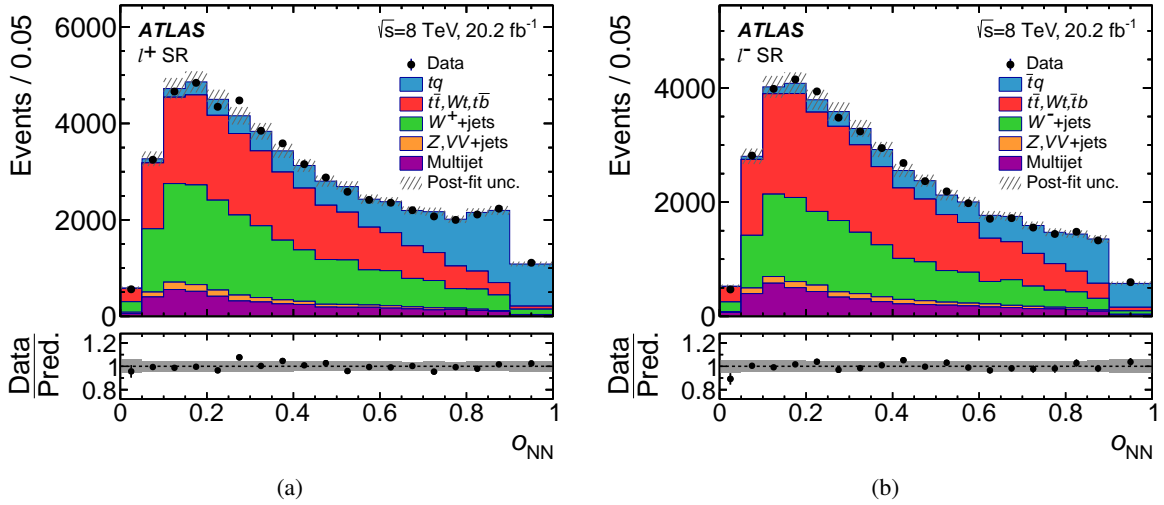 ATLAS
√s=8 TeV, 20.2 fb⁻¹
l⁺ SR
Data
tq
tt̄,Wt,tb̄
W⁺+jets
Z,VV+jets
Multijet
Post-fit unc.
Events / 0.05
6000
4000
2000
0
Data
Pred.
1.2
1
0.8
0 0.2 0.4 0.6 0.8 1
o_NN
(a)
ATLAS
√s=8 TeV, 20.2 fb⁻¹
l⁻ SR
Data
t̄q
tt̄,Wt,t̄b
W⁻+jets
Z,VV+jets
Multijet
Post-fit unc.
Events / 0.05
4000
2000
0
Data
Pred.
1.2
1
0.8
0 0.2 0.4 0.6 0.8 1
o_NN
(b)